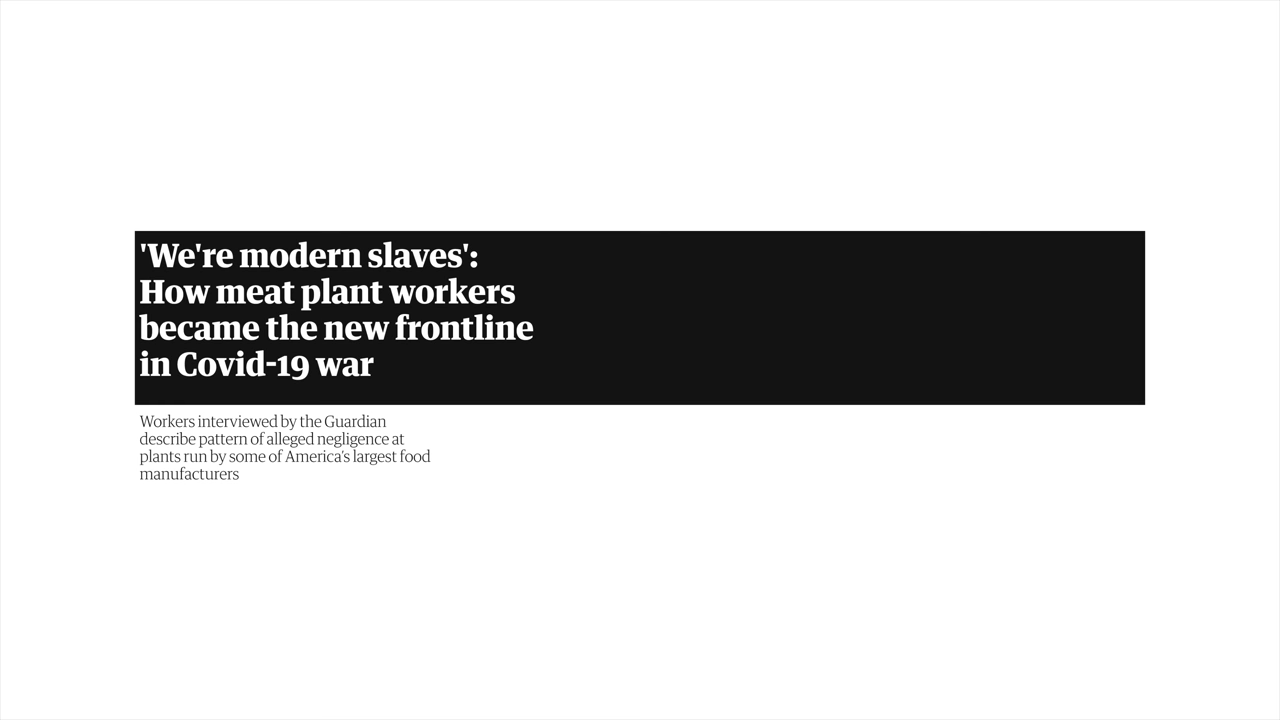 'We're modern slaves':
How meat plant workers
became the new frontline
in Covid-19 war
Workers interviewed by the Guardian
describe pattern of alleged negligence at
plants run by some of America’s largest food
manufacturers